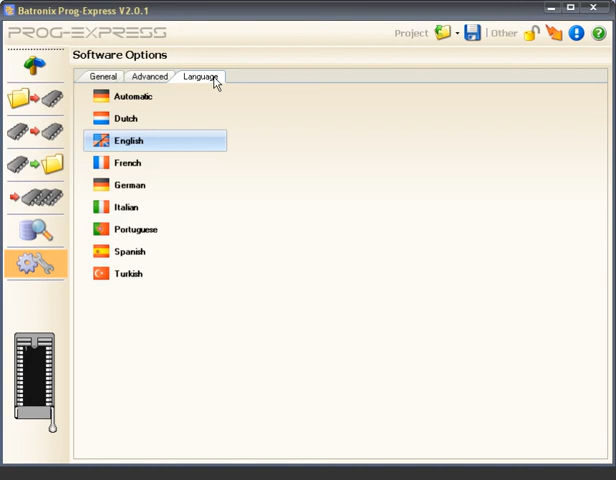 Batronix Prog-Express V2.0.1
PROG-EXPRESS
Project
Other
Software Options
General
Advanced
Language
Automatic
Dutch
English
French
German
Italian
Portuguese
Spanish
Turkish